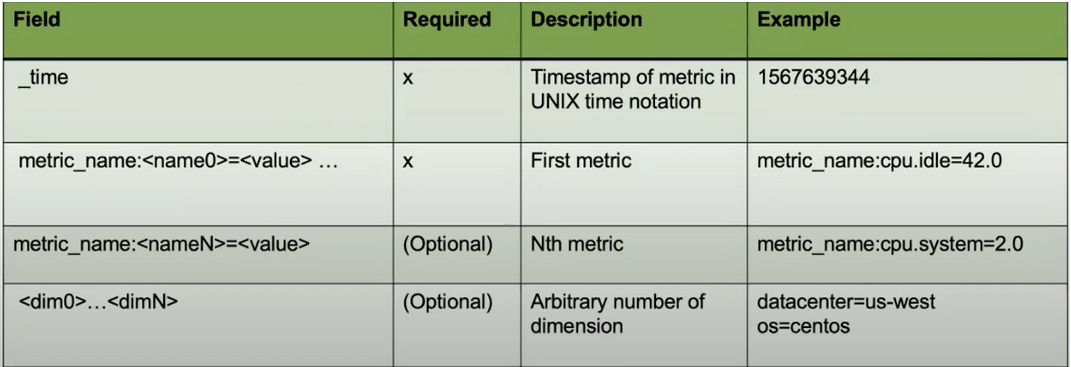 Field Required Description Example
_time x Timestamp of metric in 1567639344
UNIX time notation
metric_name:<name0>=<value> … x First metric metric_name:cpu.idle=42.0
metric_name:<nameN>=<value> (Optional) Nth metric metric_name:cpu.system=2.0
<dim0>…<dimN> (Optional) Arbitrary number of datacenter=us-west
dimension os=centos